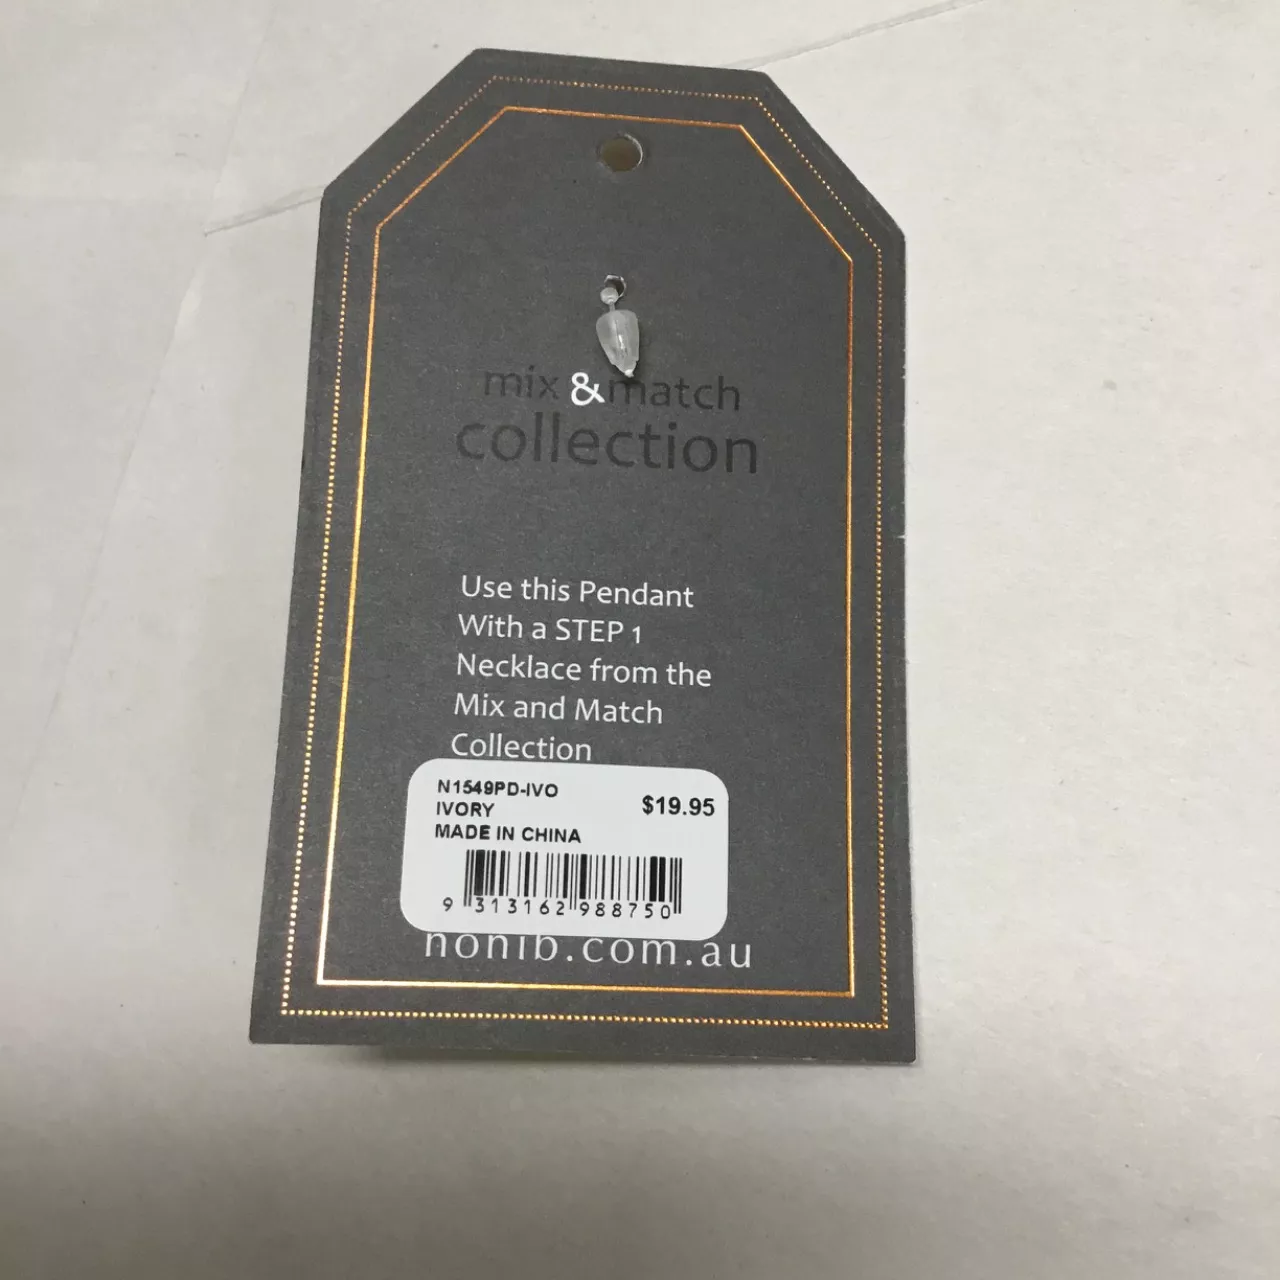 mix & match
collection
Use this Pendant
With a STEP 1
Necklace from the
Mix and Match
Collection
N1549PD-IVO
IVORY
$19.95
MADE IN CHINA
9 313162 988750
nonib.com.au